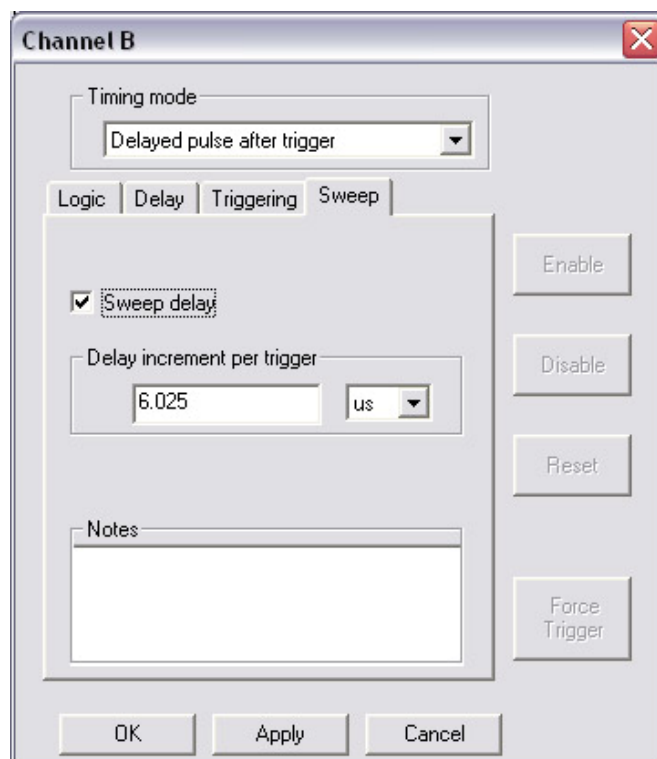 Channel B
Timing mode
Delayed pulse after trigger
Logic Delay Triggering Sweep
Enable
Sweep delay
Delay increment per trigger
Disable
6.025 us
Reset
Notes
Force
Trigger
OK Apply Cancel